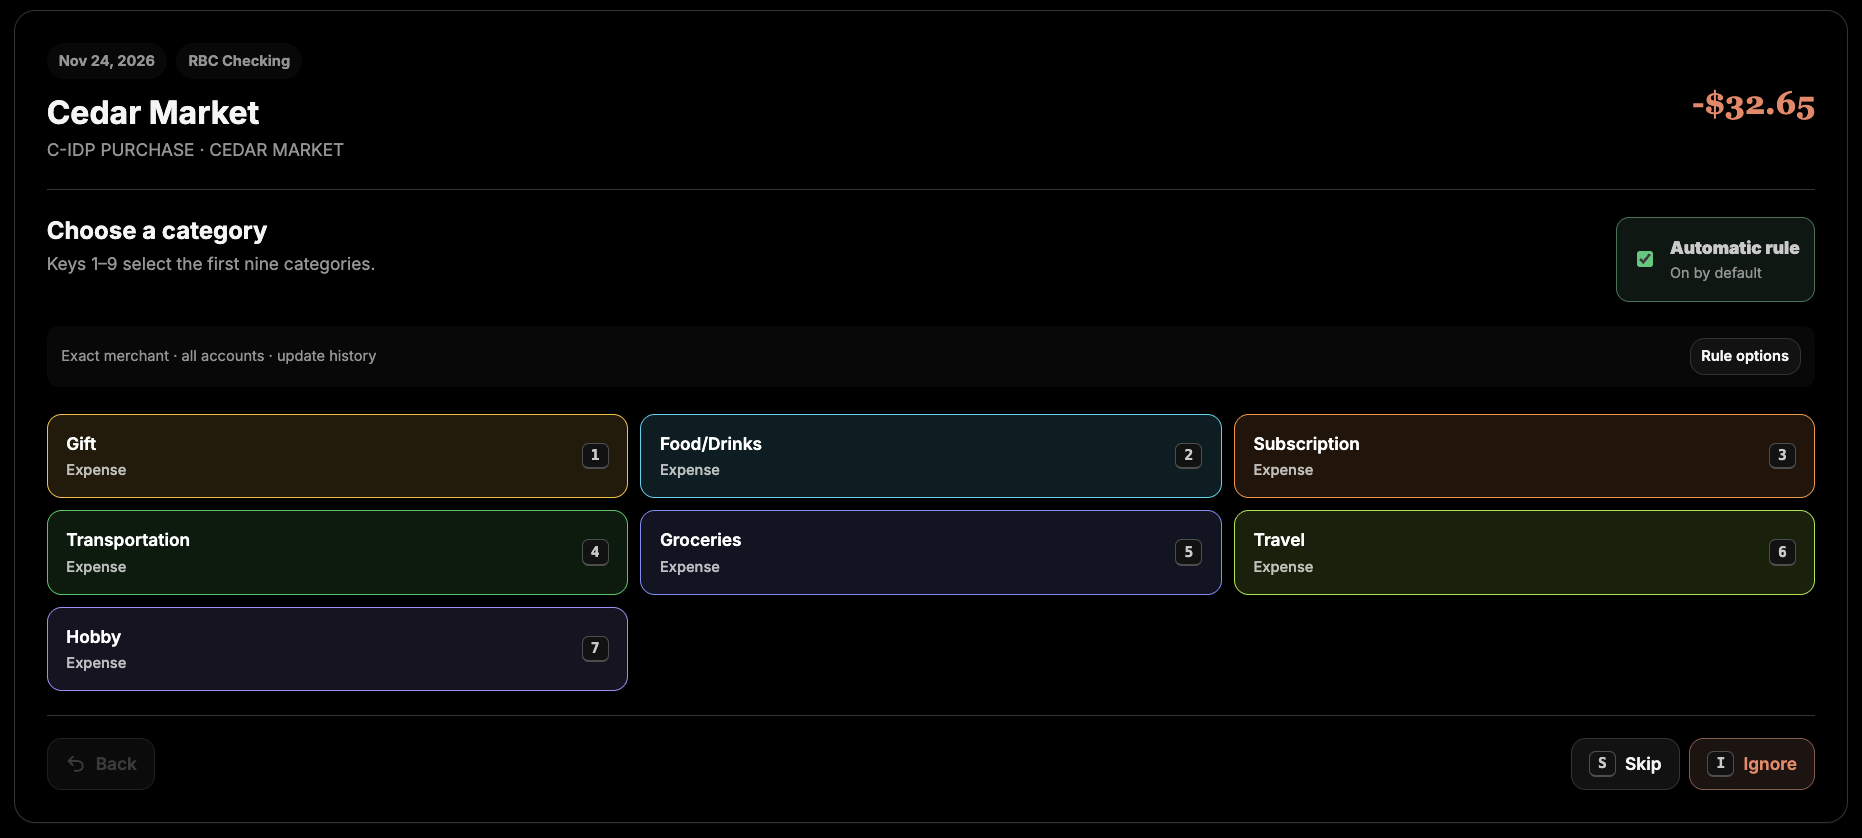 Nov 24, 2026 RBC Checking
Cedar Market
-$32.65
C-IDP PURCHASE · CEDAR MARKET
Choose a category
Keys 1–9 select the first nine categories.
Automatic rule
On by default
Exact merchant · all accounts · update history
Rule options
Gift
Expense
1
Food/Drinks
Expense
2
Subscription
Expense
3
Transportation
Expense
4
Groceries
Expense
5
Travel
Expense
6
Hobby
Expense
7
Back
S Skip
I Ignore